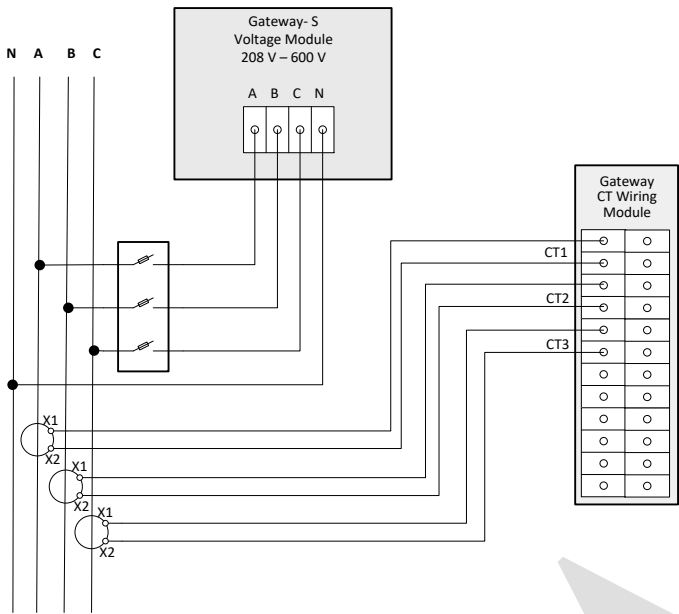 Gateway- S
Voltage Module
208 V – 600 V
N A B C
A B C N
Gateway
CT Wiring
Module
CT1
CT2
CT3
X1
X2
X1
X2
X1
X2